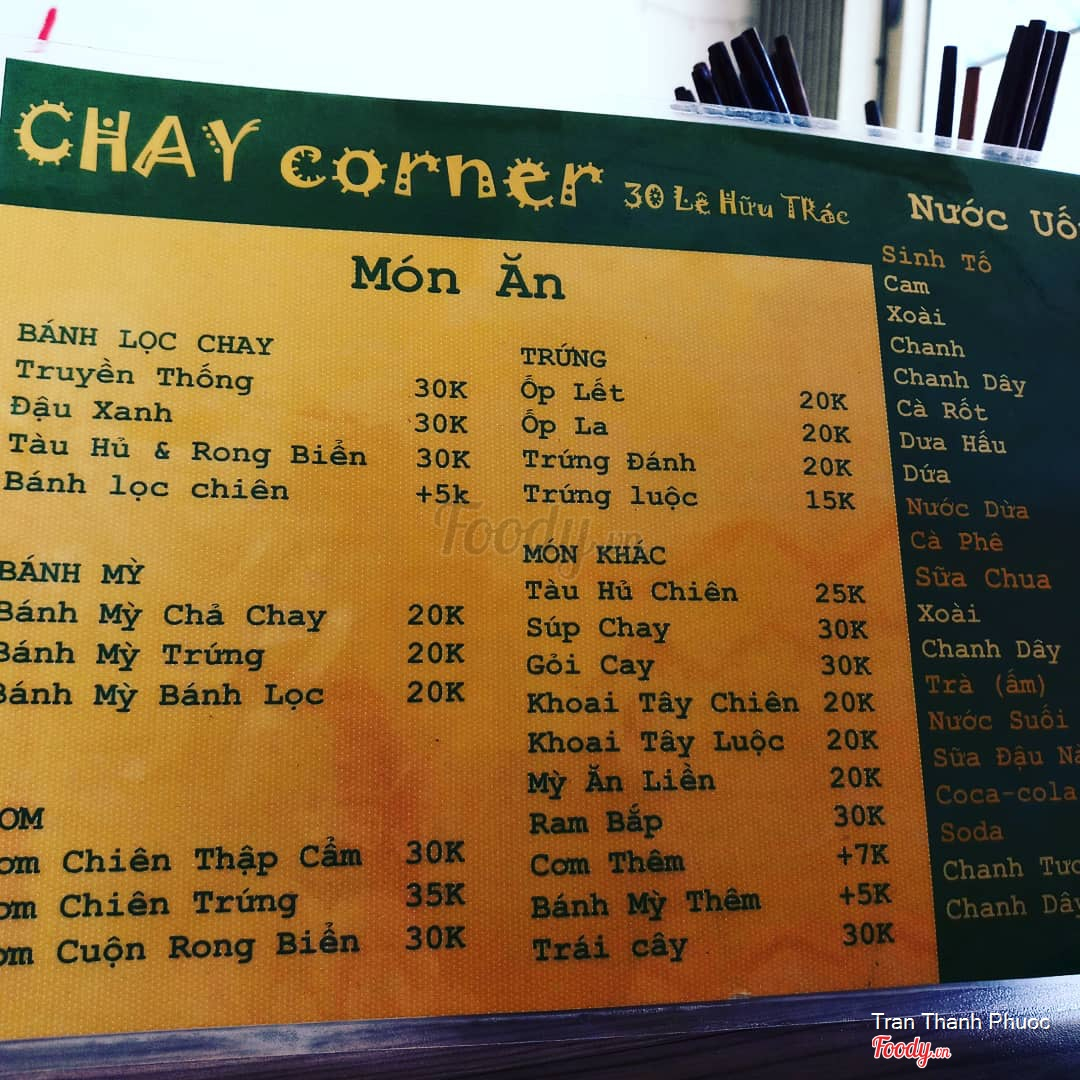 CHAY corner 30 Lê Hữu TRác
Món Ăn
BÁNH LỌC CHAY
Truyền Thống 30K
Đậu Xanh 30K
Tàu Hủ & Rong Biển 30K
Bánh lọc chiên +5k
BÁNH MỲ
Bánh Mỳ Chả Chay 20K
Bánh Mỳ Trứng 20K
Bánh Mỳ Bánh Lọc 20K
ƠM
ơm Chiên Thập Cẩm 30K
ơm Chiên Trứng 35K
ơm Cuộn Rong Biển 30K
TRỨNG
Ốp Lết 20K
Ốp La 20K
Trứng Đánh 20K
Trứng luộc 15K
MÓN KHÁC
Tàu Hủ Chiên 25K
Súp Chay 30K
Gỏi Cay 30K
Khoai Tây Chiên 20K
Khoai Tây Luộc 20K
Mỳ Ăn Liền 20K
Ram Bắp 30K
Cơm Thêm +7K
Bánh Mỳ Thêm +5K
Trái cây 30K
Nước Uố
Sinh Tố
Cam
Xoài
Chanh
Chanh Dây
Cà Rốt
Dưa Hấu
Dứa
Nước Dừa
Cà Phê
Sữa Chua
Xoài
Chanh Dây
Trà (ấm)
Nước Suối
Sữa Đậu Nà
Coca-cola
Soda
Chanh Tươ
Chanh Dây
Foody.vn
Tran Thanh Phuoc
Foody.vn